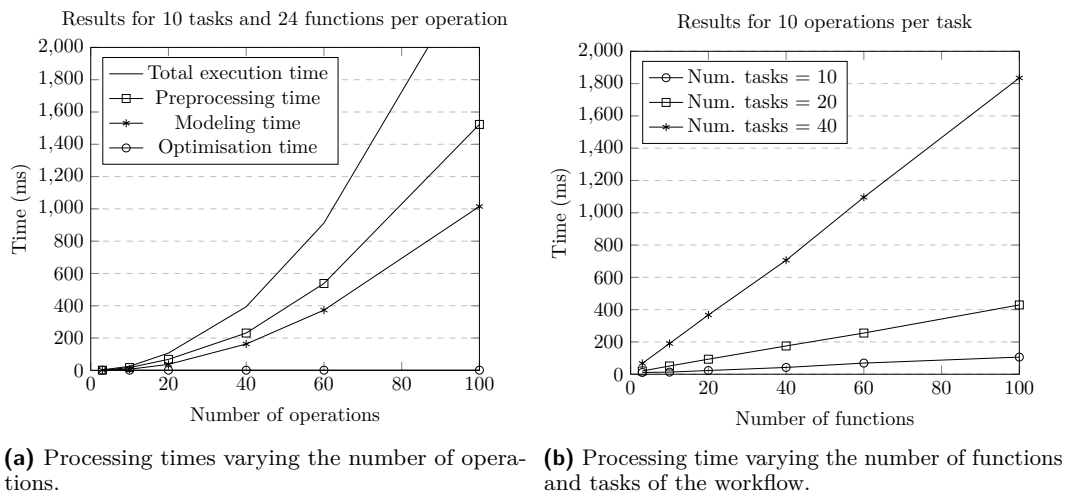 Results for 10 tasks and 24 functions per operation
2,000
1,800
1,600
1,400
1,200
1,000
800
600
400
200
0
Time (ms)
Total execution time
Preprocessing time
Modeling time
Optimisation time
0 20 40 60 80 100
Number of operations
(a) Processing times varying the number of opera-
tions.
Results for 10 operations per task
2,000
1,800
1,600
1,400
1,200
1,000
800
600
400
200
0
Time (ms)
Num. tasks = 10
Num. tasks = 20
Num. tasks = 40
0 20 40 60 80 100
Number of functions
(b) Processing time varying the number of functions
and tasks of the workflow.